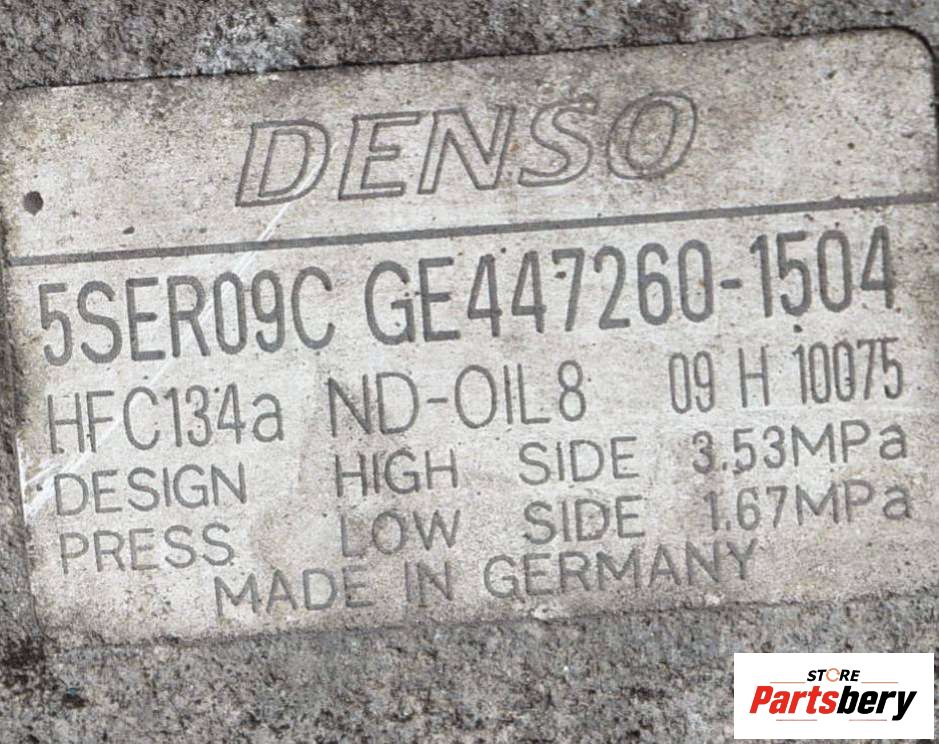 DENSO
5SER09C GE447260-1504
HFC134a ND-OIL8 09 H 10075
DESIGN HIGH SIDE 3.53MPa
PRESS LOW SIDE 1.67MPa
MADE IN GERMANY
STORE
Partsbery